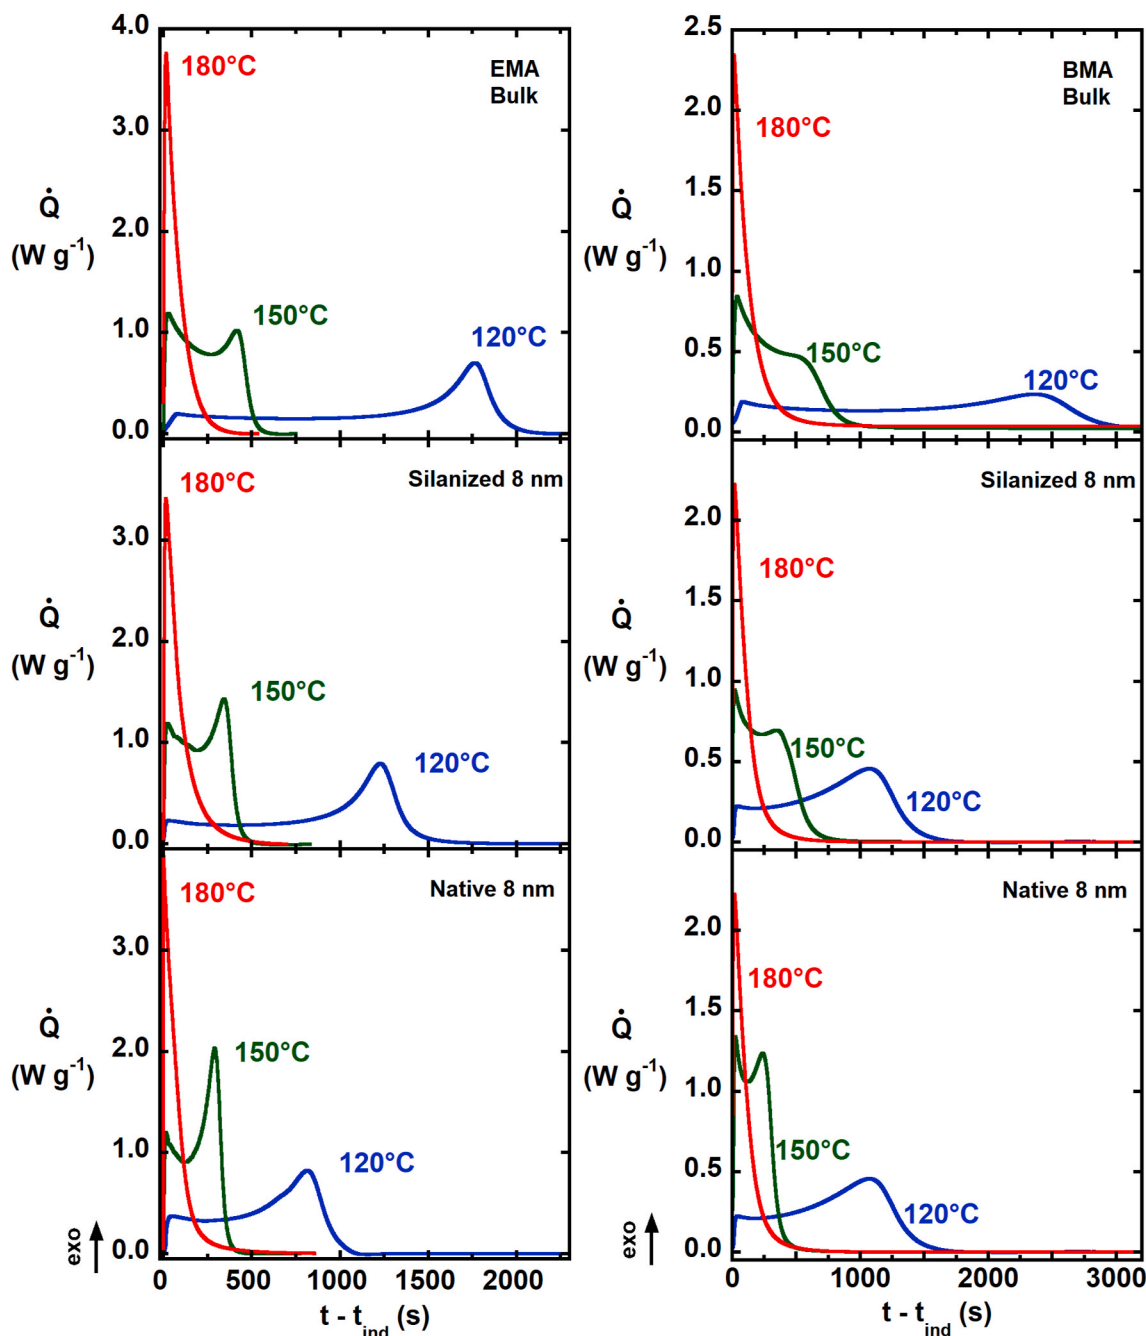 4.0
3.0
2.0
1.0
0.0
Q̇
(W g⁻¹)
180°C
EMA
Bulk
150°C
120°C
2.5
2.0
1.5
1.0
0.5
0.0
Q̇
(W g⁻¹)
180°C
BMA
Bulk
150°C
120°C
3.0
2.0
1.0
0.0
Q̇
(W g⁻¹)
180°C
Silanized 8 nm
150°C
120°C
2.0
1.5
1.0
0.5
0.0
Q̇
(W g⁻¹)
180°C
Silanized 8 nm
150°C
120°C
3.0
2.0
1.0
0.0
Q̇
(W g⁻¹)
exo
180°C
Native 8 nm
150°C
120°C
0 500 1000 1500 2000
t - t_ind (s)
2.0
1.5
1.0
0.5
0.0
Q̇
(W g⁻¹)
exo
180°C
Native 8 nm
150°C
120°C
0 1000 2000 3000
t - t_ind (s)